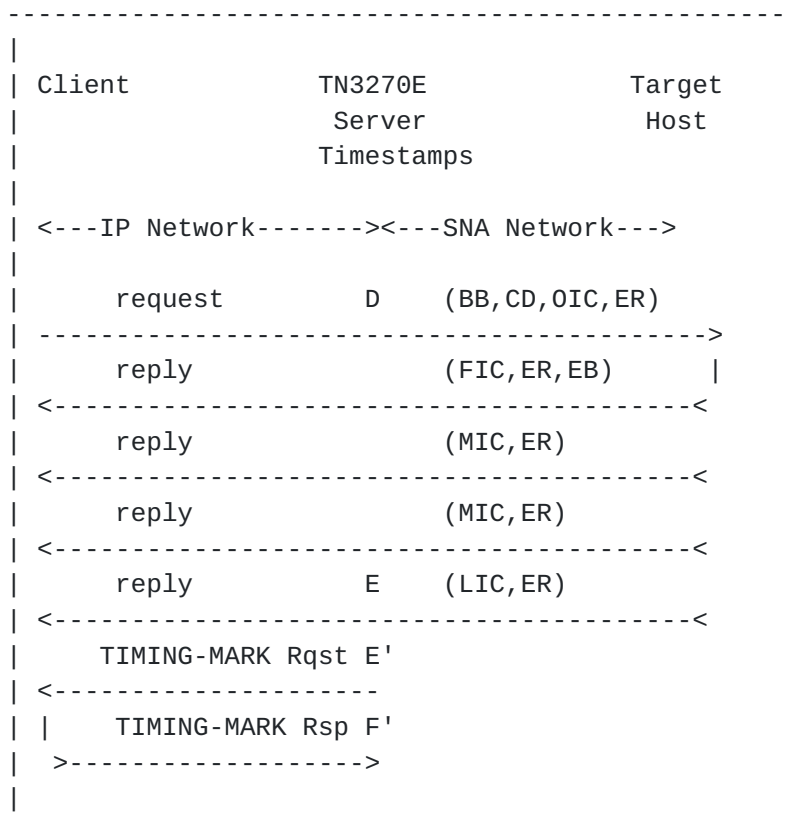 --------------------------------------------------
|
| Client            TN3270E             Target
|                    Server              Host
|                   Timestamps
|
| <---IP Network-------><---SNA Network--->
|
|      request         D    (BB,CD,OIC,ER)
| ------------------------------------------->
|      reply                (FIC,ER,EB)      |
| <-----------------------------------------<
|      reply                (MIC,ER)
| <-----------------------------------------<
|      reply                (MIC,ER)
| <-----------------------------------------<
|      reply           E    (LIC,ER)
| <-----------------------------------------<
|     TIMING-MARK Rqst E'
| <---------------------
| |    TIMING-MARK Rsp F'
|  >-------------------->
|